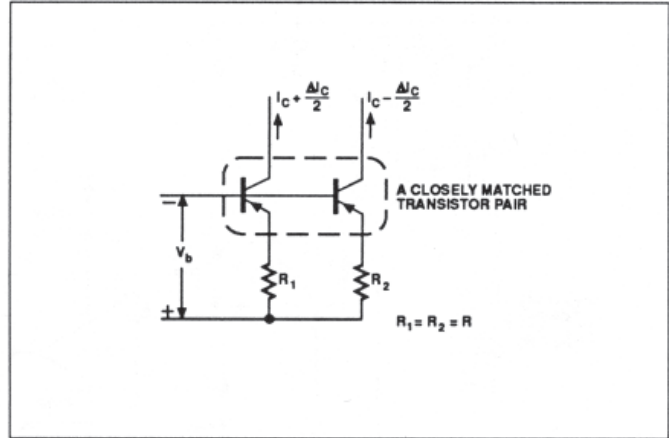 I_C + ΔI_C/2
I_C − ΔI_C/2
A CLOSELY MATCHED
TRANSISTOR PAIR
−
V_b
+
R_1
R_2
R_1 = R_2 = R